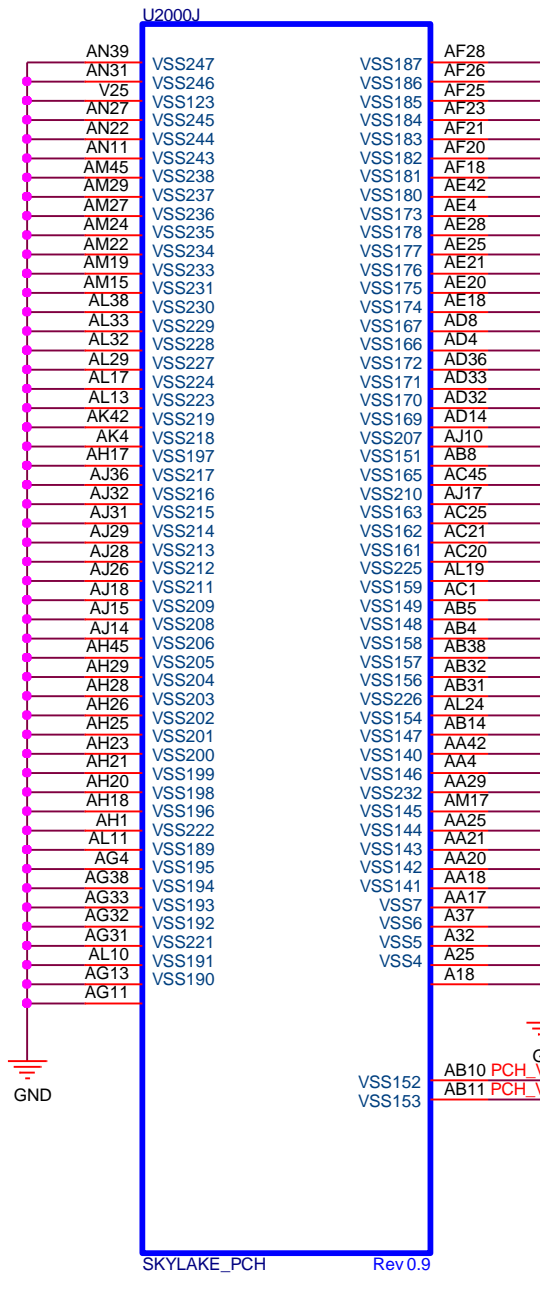 U2000J
AN39 VSS247 VSS187 AF28
AN31 VSS246 VSS186 AF26
V25 VSS123 VSS185 AF25
AN27 VSS245 VSS184 AF23
AN22 VSS244 VSS183 AF21
AN11 VSS243 VSS182 AF20
AM45 VSS238 VSS181 AF18
AM29 VSS237 VSS180 AE42
AM27 VSS236 VSS173 AE4
AM24 VSS235 VSS178 AE28
AM22 VSS234 VSS177 AE25
AM19 VSS233 VSS176 AE21
AM15 VSS231 VSS175 AE20
AL38 VSS230 VSS174 AE18
AL33 VSS229 VSS167 AD8
AL32 VSS228 VSS166 AD4
AL29 VSS227 VSS172 AD36
AL17 VSS224 VSS171 AD33
AL13 VSS223 VSS170 AD32
AK42 VSS219 VSS169 AD14
AK4 VSS218 VSS207 AJ10
AH17 VSS197 VSS151 AB8
AJ36 VSS217 VSS165 AC45
AJ32 VSS216 VSS210 AJ17
AJ31 VSS215 VSS163 AC25
AJ29 VSS214 VSS162 AC21
AJ28 VSS213 VSS161 AC20
AJ26 VSS212 VSS225 AL19
AJ18 VSS211 VSS159 AC1
AJ15 VSS209 VSS149 AB5
AJ14 VSS208 VSS148 AB4
AH45 VSS206 VSS158 AB38
AH29 VSS205 VSS157 AB32
AH28 VSS204 VSS156 AB31
AH26 VSS203 VSS226 AL24
AH25 VSS202 VSS154 AB14
AH23 VSS201 VSS147 AA42
AH21 VSS200 VSS140 AA4
AH20 VSS199 VSS146 AA29
AH18 VSS198 VSS232 AM17
AH1 VSS196 VSS145 AA25
AL11 VSS222 VSS144 AA21
AG4 VSS189 VSS143 AA20
AG38 VSS195 VSS142 AA18
AG33 VSS194 VSS141 AA17
AG32 VSS193 VSS7 A37
AG31 VSS192 VSS6 A32
AL10 VSS221 VSS5 A25
AG13 VSS191 VSS4 A18
AG11 VSS190
GND
VSS152 AB10 PCH_V
VSS153 AB11 PCH_V
SKYLAKE_PCH Rev 0.9